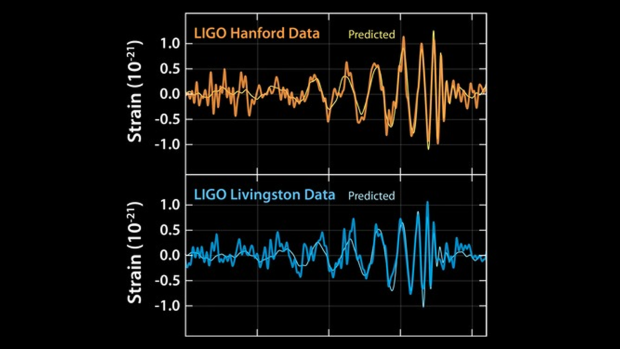 LIGO Hanford Data
Predicted
1.0
0.5
0.0
-0.5
-1.0
Strain (10-21)
LIGO Livingston Data
Predicted
1.0
0.5
0.0
-0.5
-1.0
Strain (10-21)